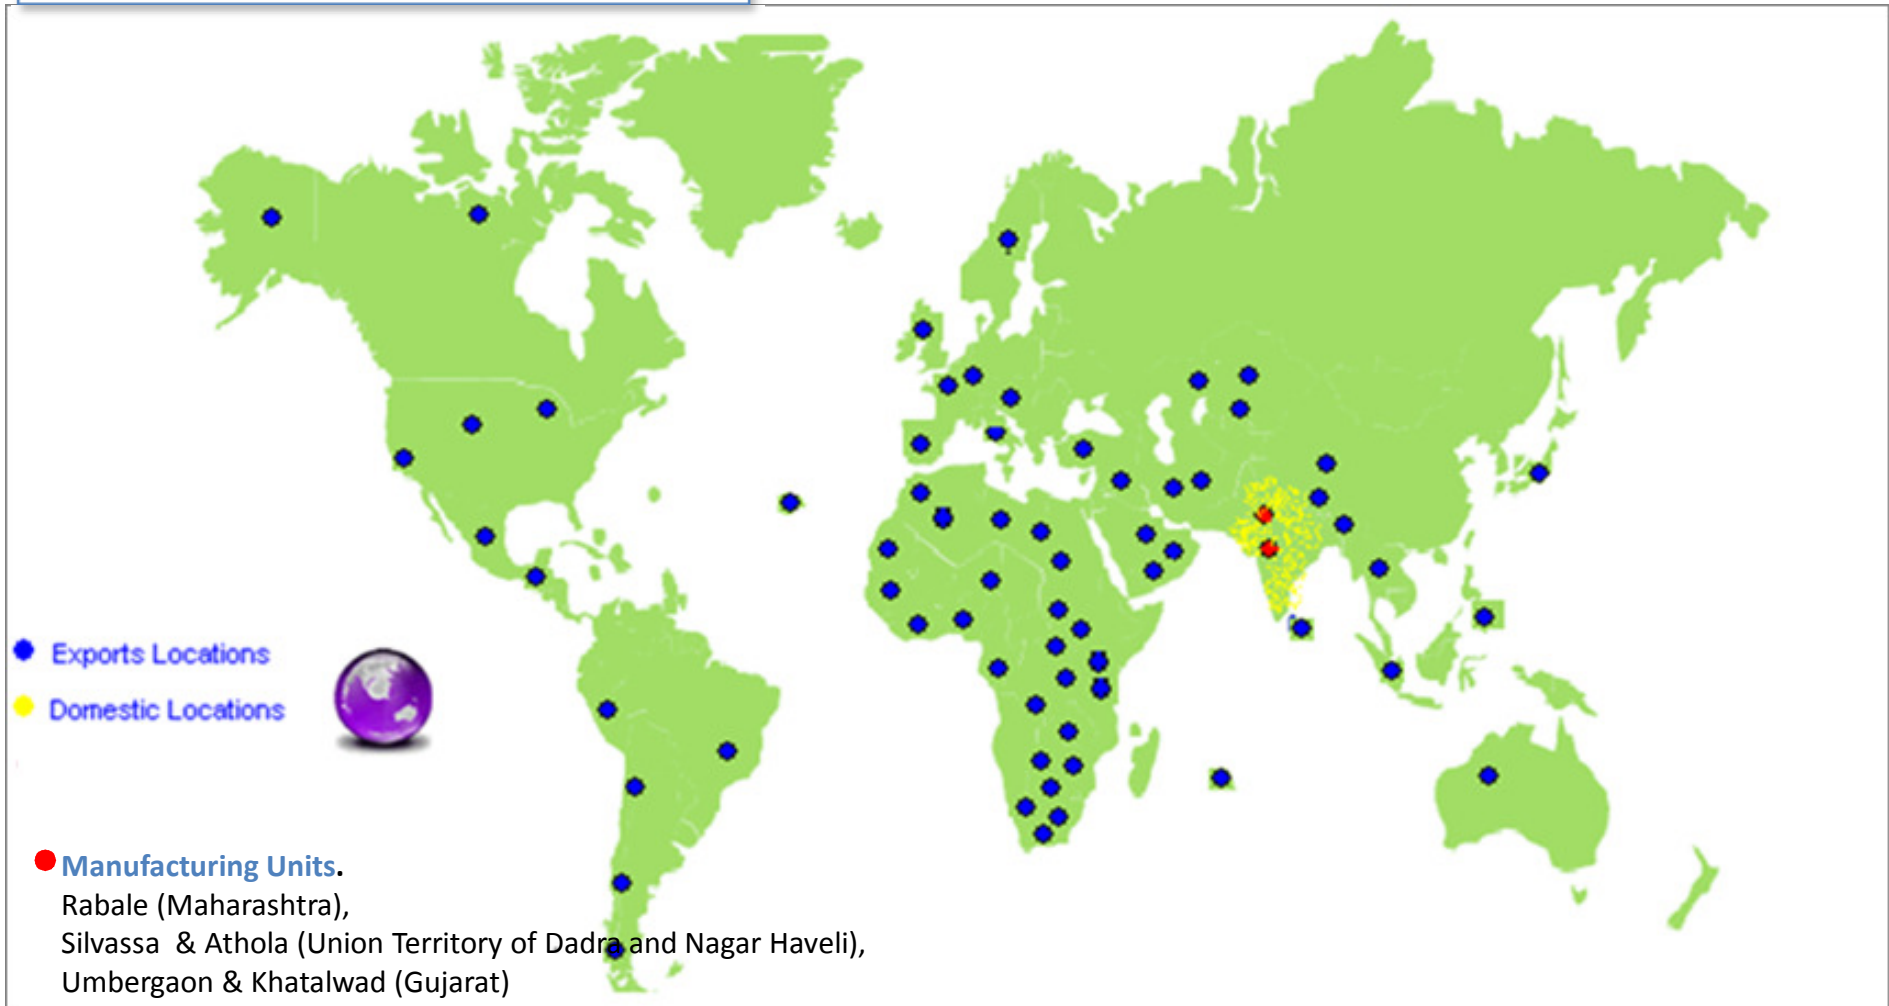 Exports Locations
Domestic Locations
Manufacturing Units.
Rabale (Maharashtra),
Silvassa & Athola (Union Territory of Dadra and Nagar Haveli),
Umbergaon & Khatalwad (Gujarat)